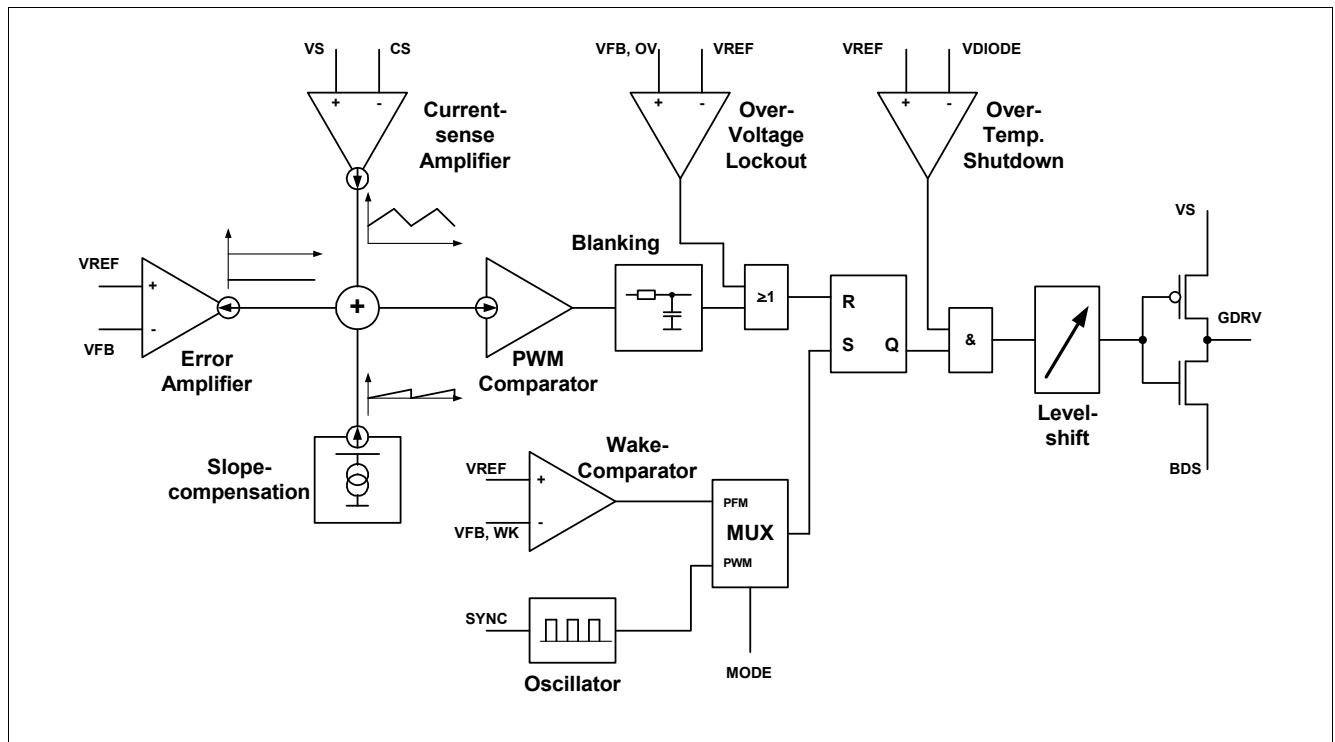 VS
CS
VFB, OV
VREF
VREF
VDIODE
+
-
+
-
+
-
Current-
sense
Amplifier
Over-
Voltage
Lockout
Over-
Temp.
Shutdown
VS
Blanking
VREF
+
-
VFB
Error
Amplifier
+
PWM
Comparator
≥1
R
S
Q
&
GDRV
Level-
shift
BDS
Slope-
compensation
Wake-
Comparator
VREF
+
-
VFB, WK
PFM
MUX
PWM
SYNC
Oscillator
MODE